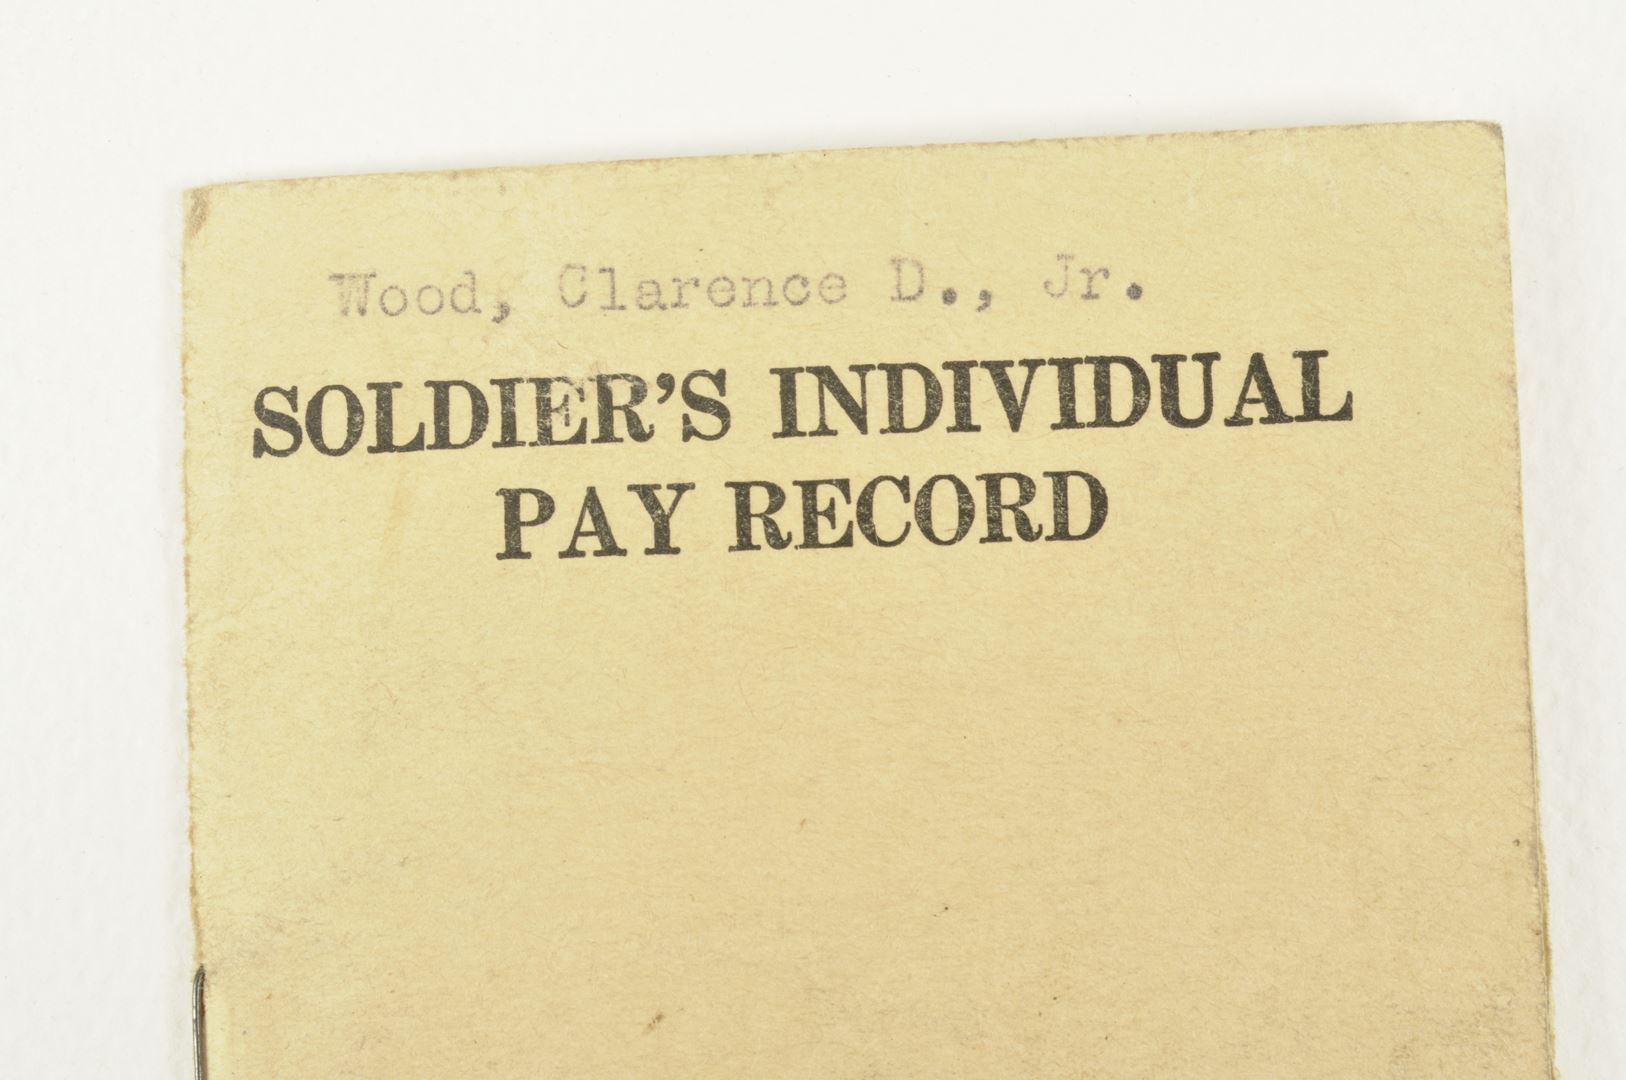 Wood, Clarence D., Jr.
SOLDIER'S INDIVIDUAL
PAY RECORD